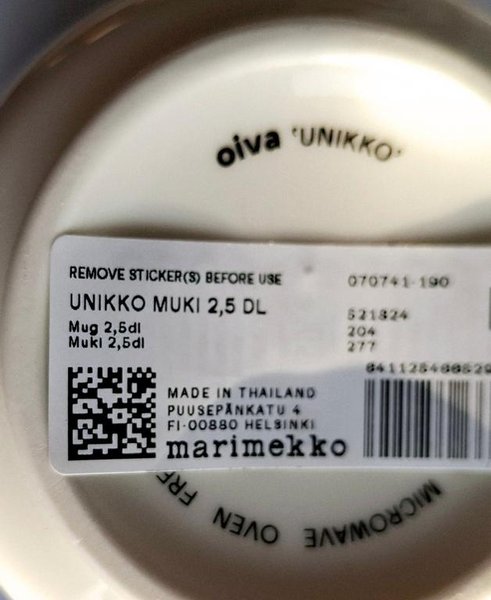 oiva 'UNIKKO'
REMOVE STICKER(S) BEFORE USE
070741-190
UNIKKO MUKI 2,5 DL
Mug 2,5dl
Muki 2,5dl
521824
204
277
MADE IN THAILAND
PUUSEPÄNKATU 4
FI-00880 HELSINKI
marimekko
MICROWAVE OVEN